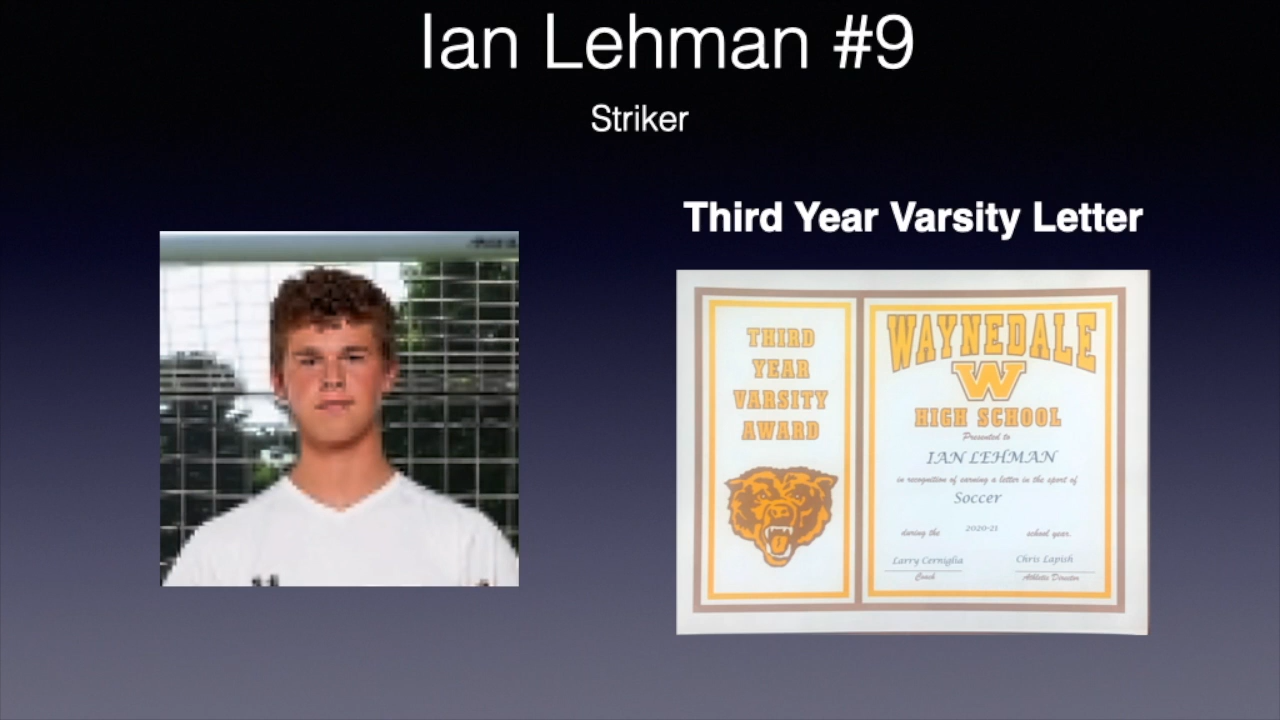 Ian Lehman #9
Striker
Third Year Varsity Letter
THIRD
YEAR
VARSITY
AWARD
WAYNEDALE
W
HIGH SCHOOL
Presented to
IAN LEHMAN
in recognition of earning a letter in the sport of
Soccer
during the 2020-21 school year.
Larry Cerniglia Chris Lapish
Coach Athletic Director